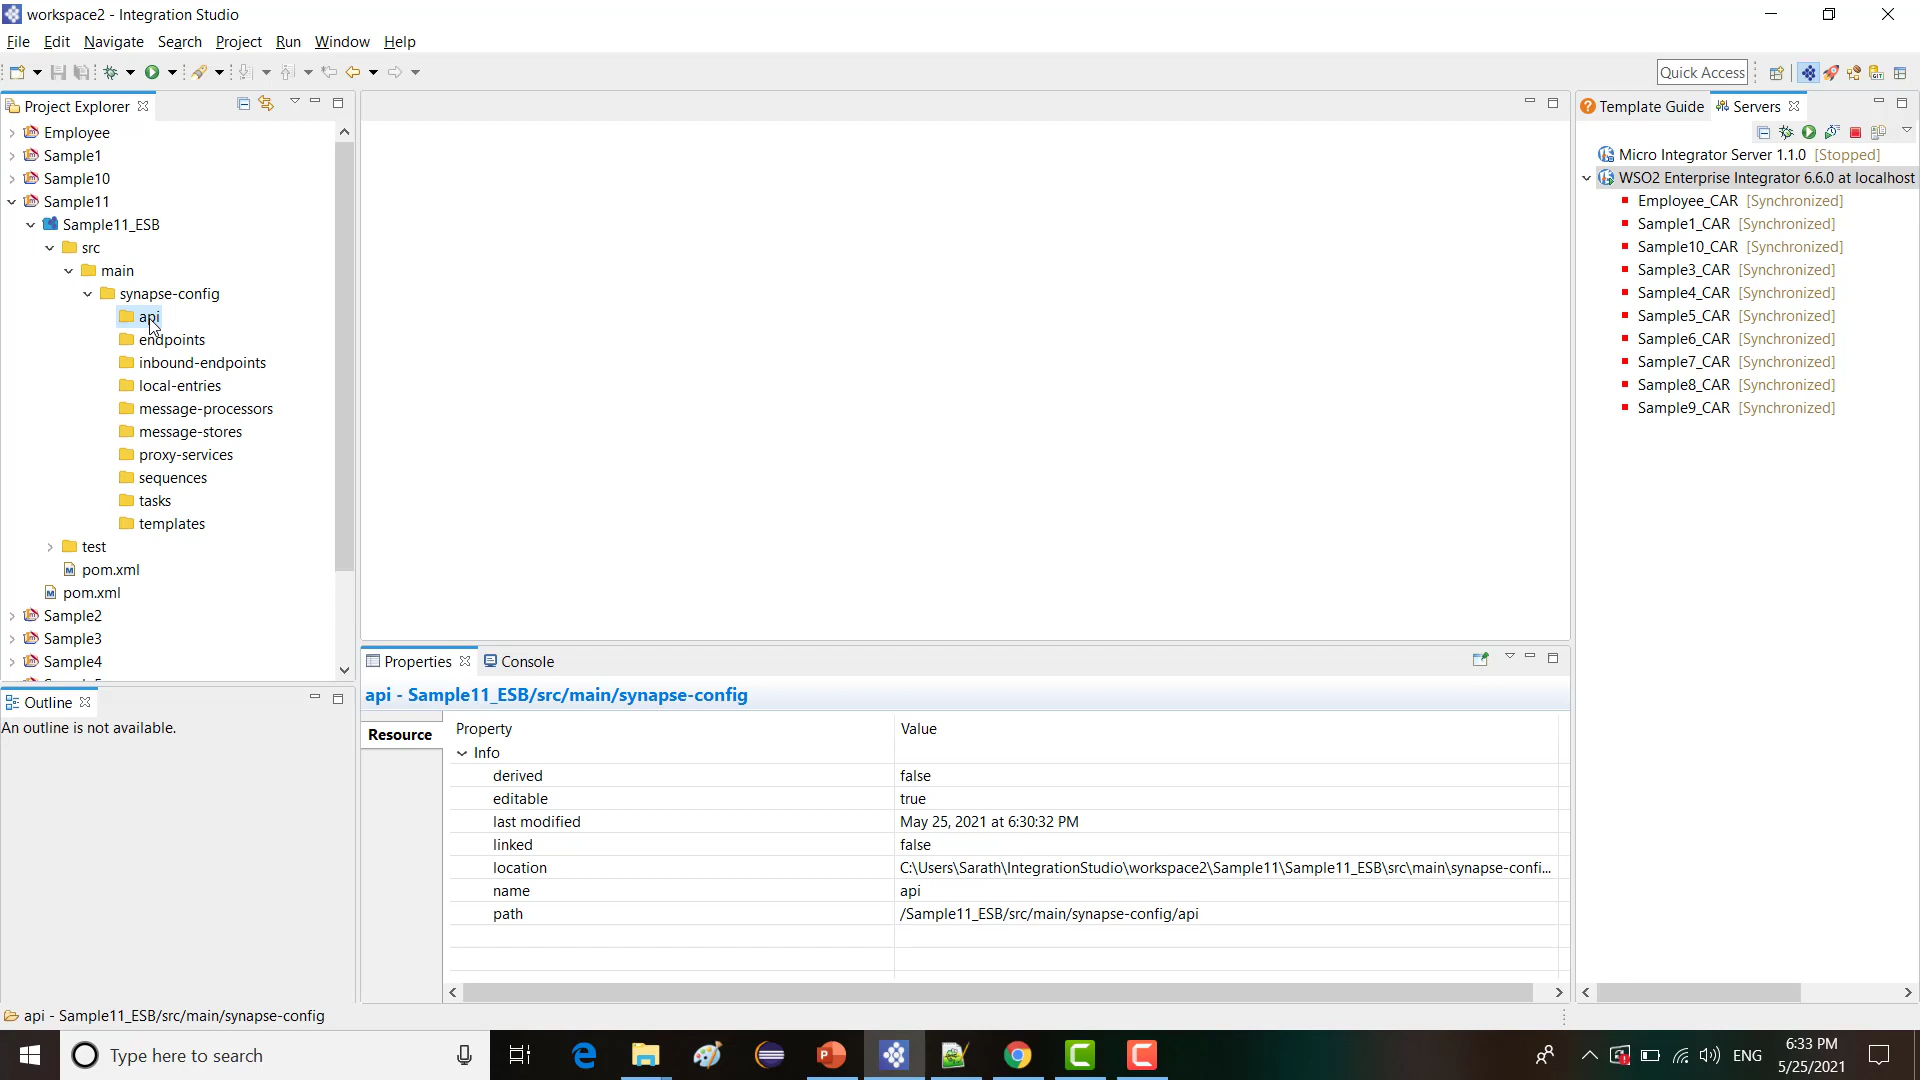 workspace2 - Integration Studio
File Edit Navigate Search Project Run Window Help
Quick Access
Project Explorer
Employee
Sample1
Sample10
Sample11
Sample11_ESB
src
main
synapse-config
api
endpoints
inbound-endpoints
local-entries
message-processors
message-stores
proxy-services
sequences
tasks
templates
test
pom.xml
pom.xml
Sample2
Sample3
Sample4
Outline
An outline is not available.
Properties Console
api - Sample11_ESB/src/main/synapse-config
Resource
Property Value
Info
derived false
editable true
last modified May 25, 2021 at 6:30:32 PM
linked false
location C:\Users\Sarath\IntegrationStudio\workspace2\Sample11\Sample11_ESB\src\main\synapse-confi...
name api
path /Sample11_ESB/src/main/synapse-config/api
Template Guide Servers
Micro Integrator Server 1.1.0 [Stopped]
WSO2 Enterprise Integrator 6.6.0 at localhost
Employee_CAR [Synchronized]
Sample1_CAR [Synchronized]
Sample10_CAR [Synchronized]
Sample3_CAR [Synchronized]
Sample4_CAR [Synchronized]
Sample5_CAR [Synchronized]
Sample6_CAR [Synchronized]
Sample7_CAR [Synchronized]
Sample8_CAR [Synchronized]
Sample9_CAR [Synchronized]
api - Sample11_ESB/src/main/synapse-config
Type here to search
ENG
6:33 PM
5/25/2021